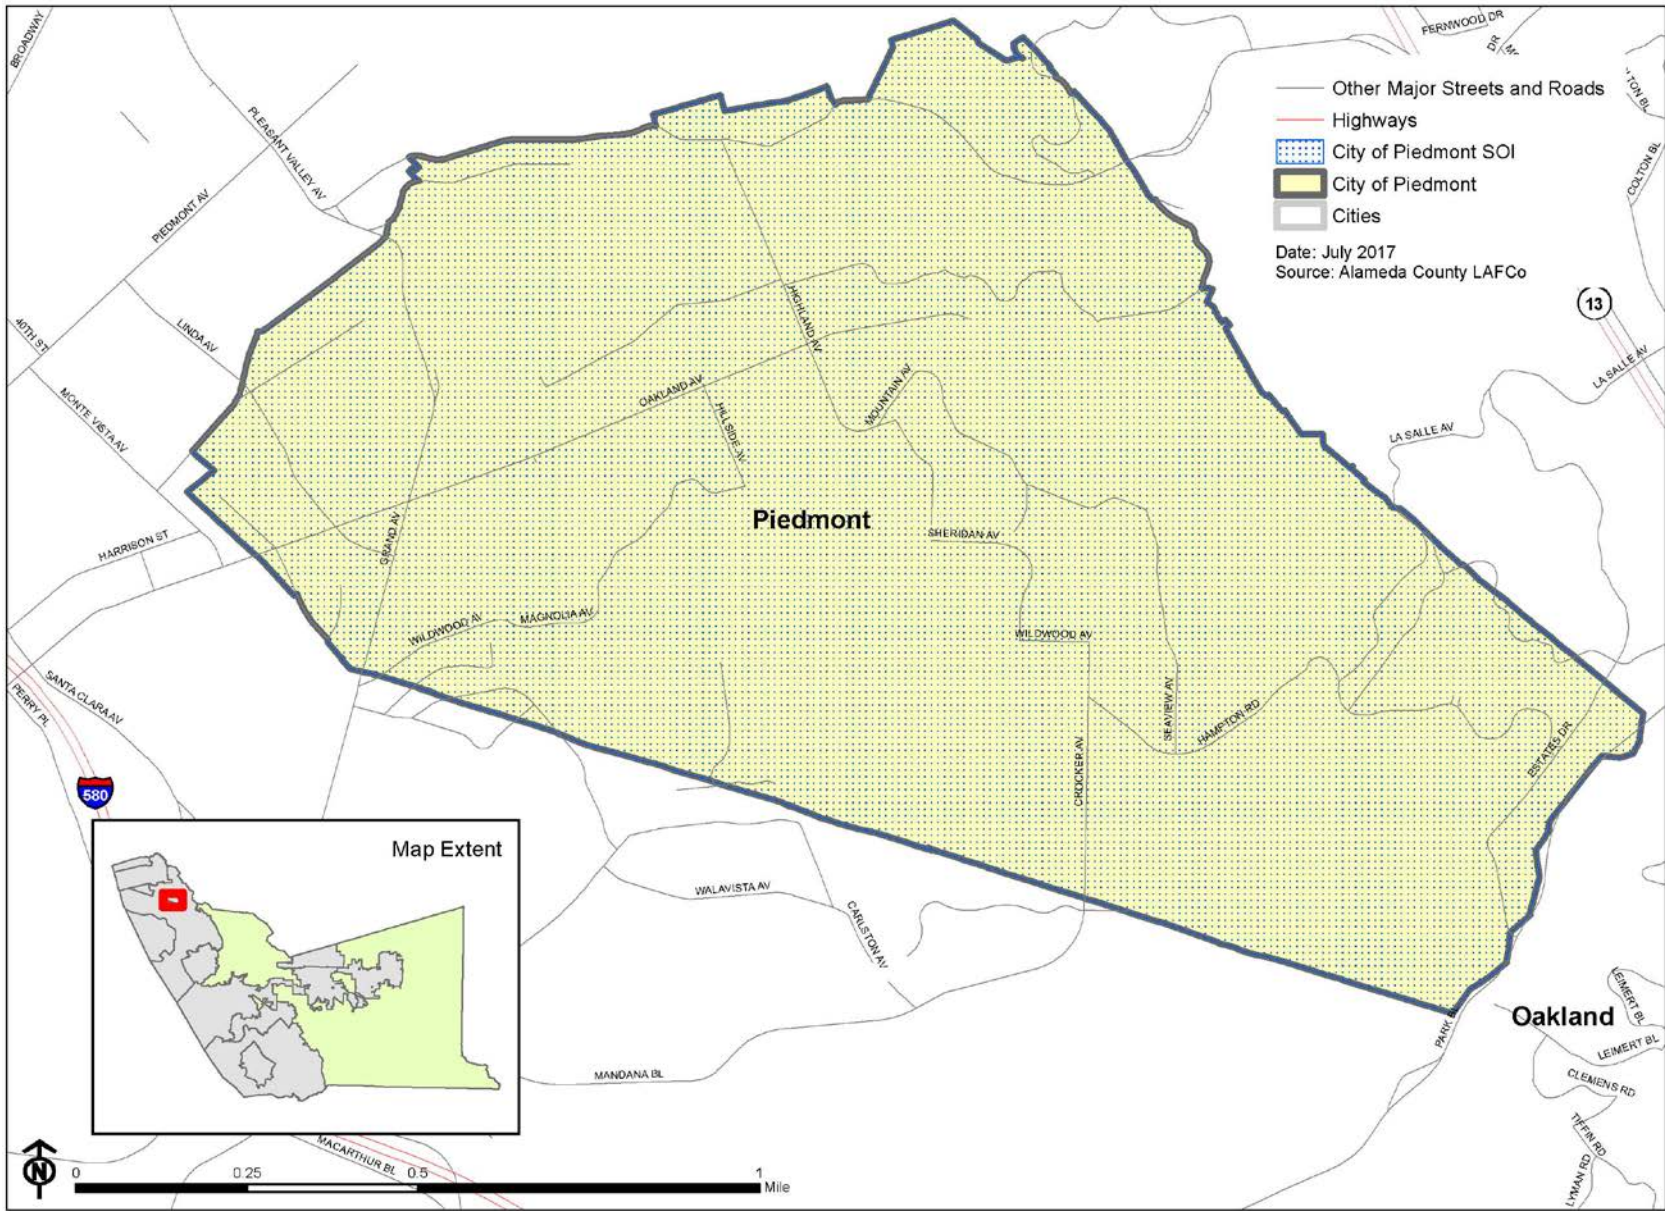 BROADWAY
FERNWOOD DR
DR
PLEASANT VALLEY AV
PIEDMONT AV
Other Major Streets and Roads
Highways
City of Piedmont SOI
City of Piedmont
Cities
Date: July 2017
Source: Alameda County LAFCo
COLTON BL
13
40TH ST
LINDA AV
HIGHLAND AV
LA SALLE AV
MONTE VISTA AV
OAKLAND AV
HILLSIDE AV
MOUNTAIN AV
LA SALLE AV
Piedmont
HARRISON ST
GRAND AV
SHERIDAN AV
WILDWOOD AV
MAGNOLIA AV
WILDWOOD AV
SANTA CLARA AV
PERRY PL
SEAVIEW AV
HAMPTON RD
CROCKER AV
ESTATES DR
580
Map Extent
WALAVISTA AV
CARLSTON AV
Oakland
LEIMERT BL
PARK BL
LEIMERT BL
MANDANA BL
CLEMENS RD
TIFFIN RD
LYMAN RD
MACARTHUR BL
N
0 0.25 0.5 1
Mile